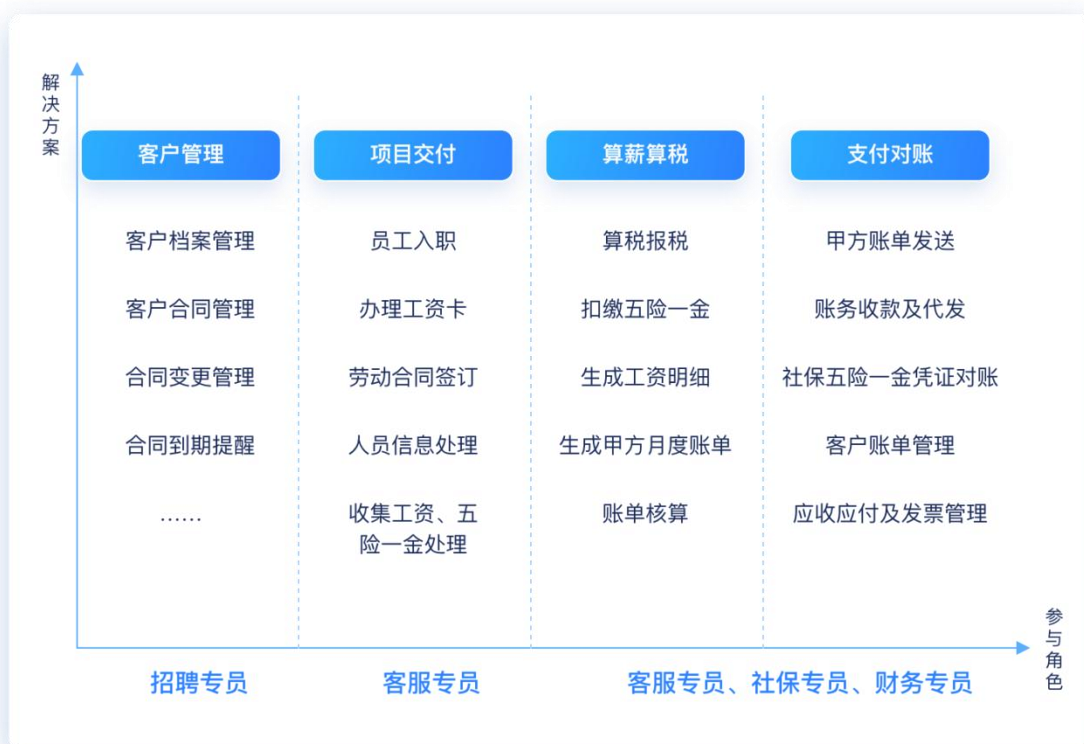 解决方案
客户管理
项目交付
算薪算税
支付对账
客户档案管理
员工入职
算税报税
甲方账单发送
客户合同管理
办理工资卡
扣缴五险一金
账务收款及代发
合同变更管理
劳动合同签订
生成工资明细
社保五险一金凭证对账
合同到期提醒
人员信息处理
生成甲方月度账单
客户账单管理
……
收集工资、五
险一金处理
账单核算
应收应付及发票管理
参与角色
招聘专员
客服专员
客服专员、社保专员、财务专员